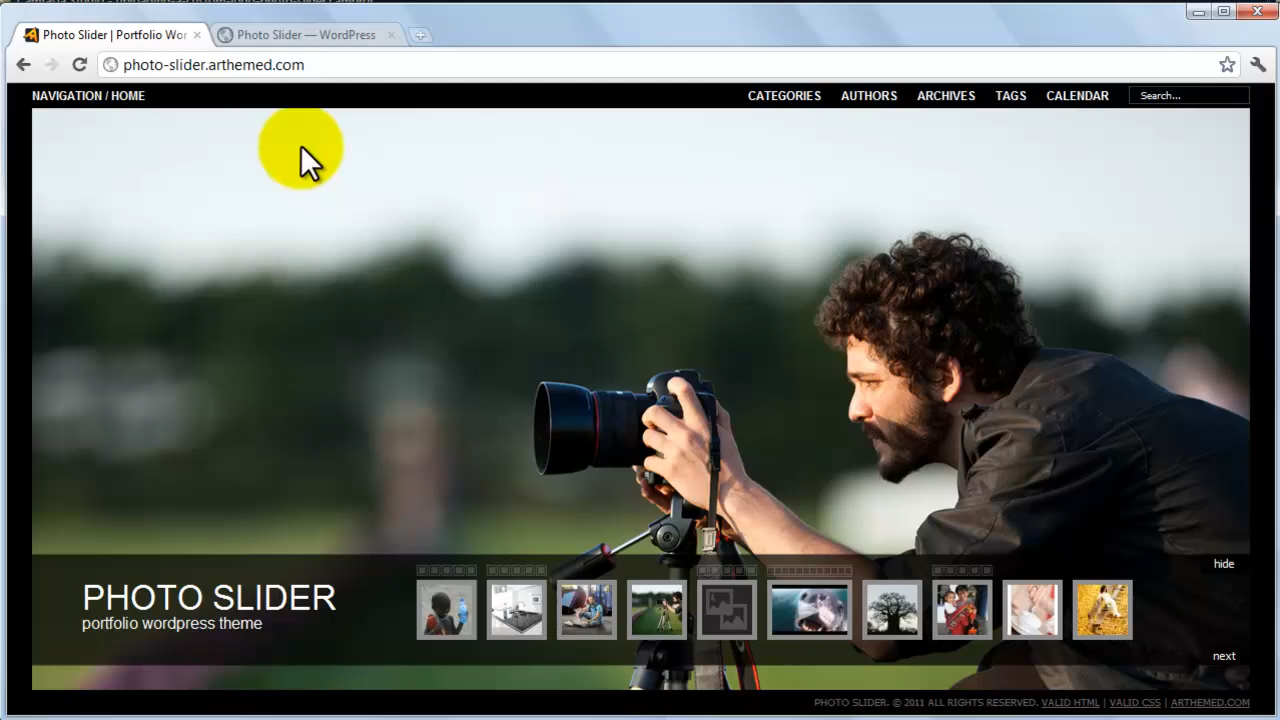 Photo Slider | Portfolio Wor
Photo Slider — WordPress
photo-slider.arthemed.com
NAVIGATION / HOME
CATEGORIES AUTHORS ARCHIVES TAGS CALENDAR Search...
hide
PHOTO SLIDER
portfolio wordpress theme
next
PHOTO SLIDER. © 2011 ALL RIGHTS RESERVED. VALID HTML | VALID CSS | ARTHEMED.COM